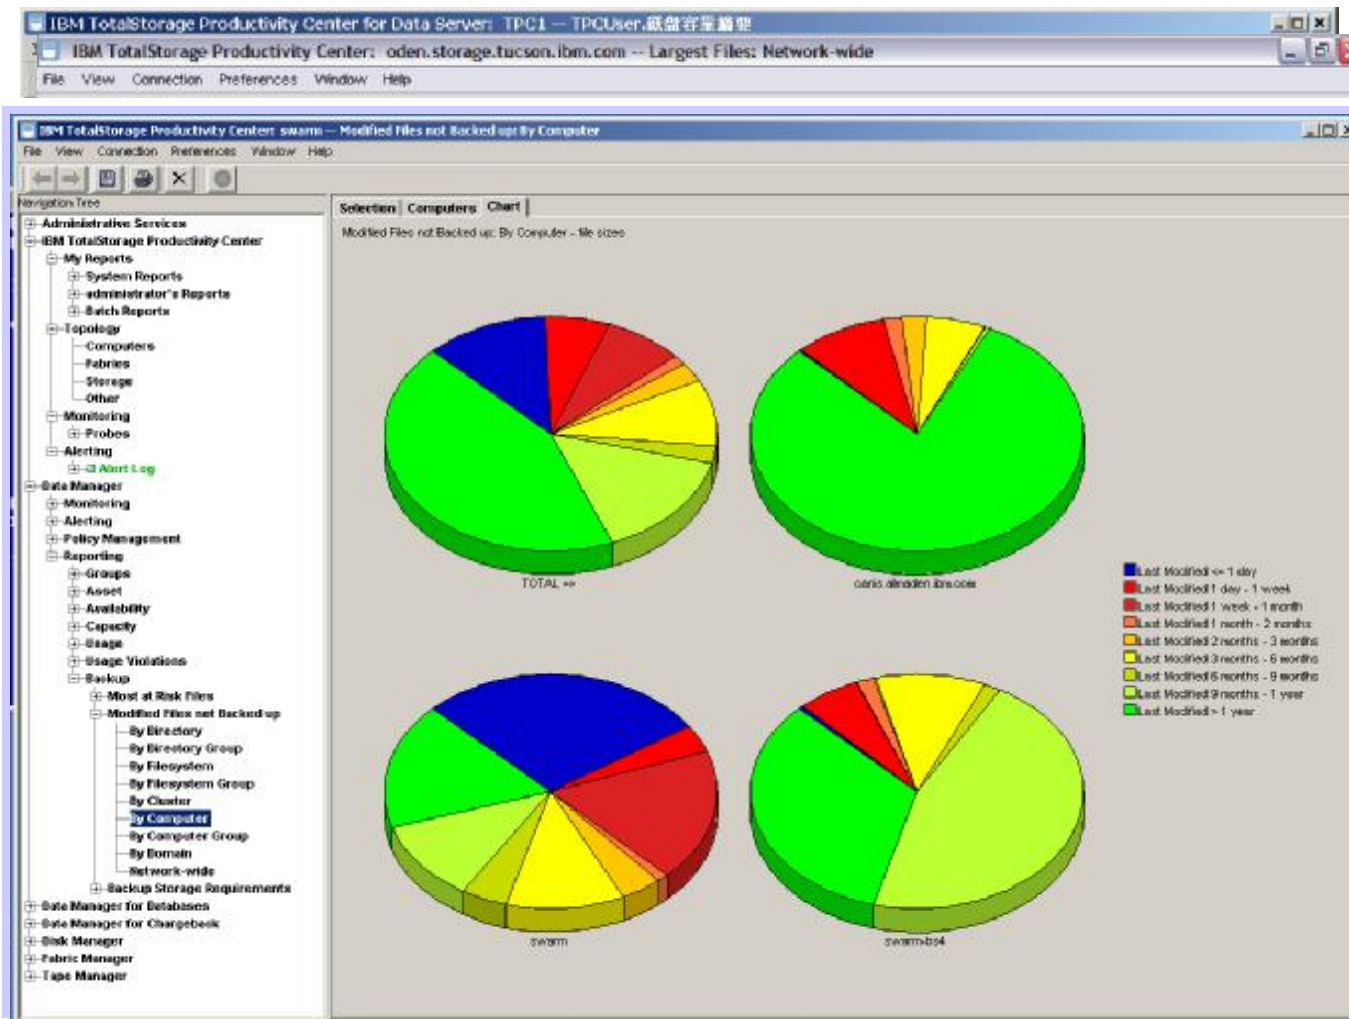 IBM TotalStorage Productivity Center for Data Server: TPC1 -- TPCUser.磁盘容量摘要
IBM TotalStorage Productivity Center: oden.storage.tucson.ibm.com -- Largest Files: Network-wide
File View Connection Preferences Window Help
IBM TotalStorage Productivity Center: swarm -- Modified Files not Backed up: By Computer
File View Connection Preferences Window Help
Navigation Tree
Administrative Services
IBM TotalStorage Productivity Center
My Reports
System Reports
administrator's Reports
Batch Reports
Topology
Computers
Fabrics
Storage
Other
Monitoring
Probes
Alerting
Alert Log
Data Manager
Monitoring
Alerting
Policy Management
Reporting
Groups
Asset
Availability
Capacity
Usage
Usage Violations
Backup
Most at Risk Files
Modified Files not Backed up
By Directory
By Directory Group
By Filesystem
By Filesystem Group
By Cluster
By Computer
By Computer Group
By Domain
Network-wide
Backup Storage Requirements
Data Manager for Databases
Data Manager for Chargeback
Disk Manager
Fabric Manager
Tape Manager
Selection Computers Chart
Modified Files not Backed up: By Computer - file sizes
TOTAL =>
canis.almaden.ibm.com
swarm
swarm-bs4
Last Modified <= 1 day
Last Modified 1 day - 1 week
Last Modified 1 week - 1 month
Last Modified 1 month - 2 months
Last Modified 2 months - 3 months
Last Modified 3 months - 6 months
Last Modified 6 months - 9 months
Last Modified 9 months - 1 year
Last Modified > 1 year